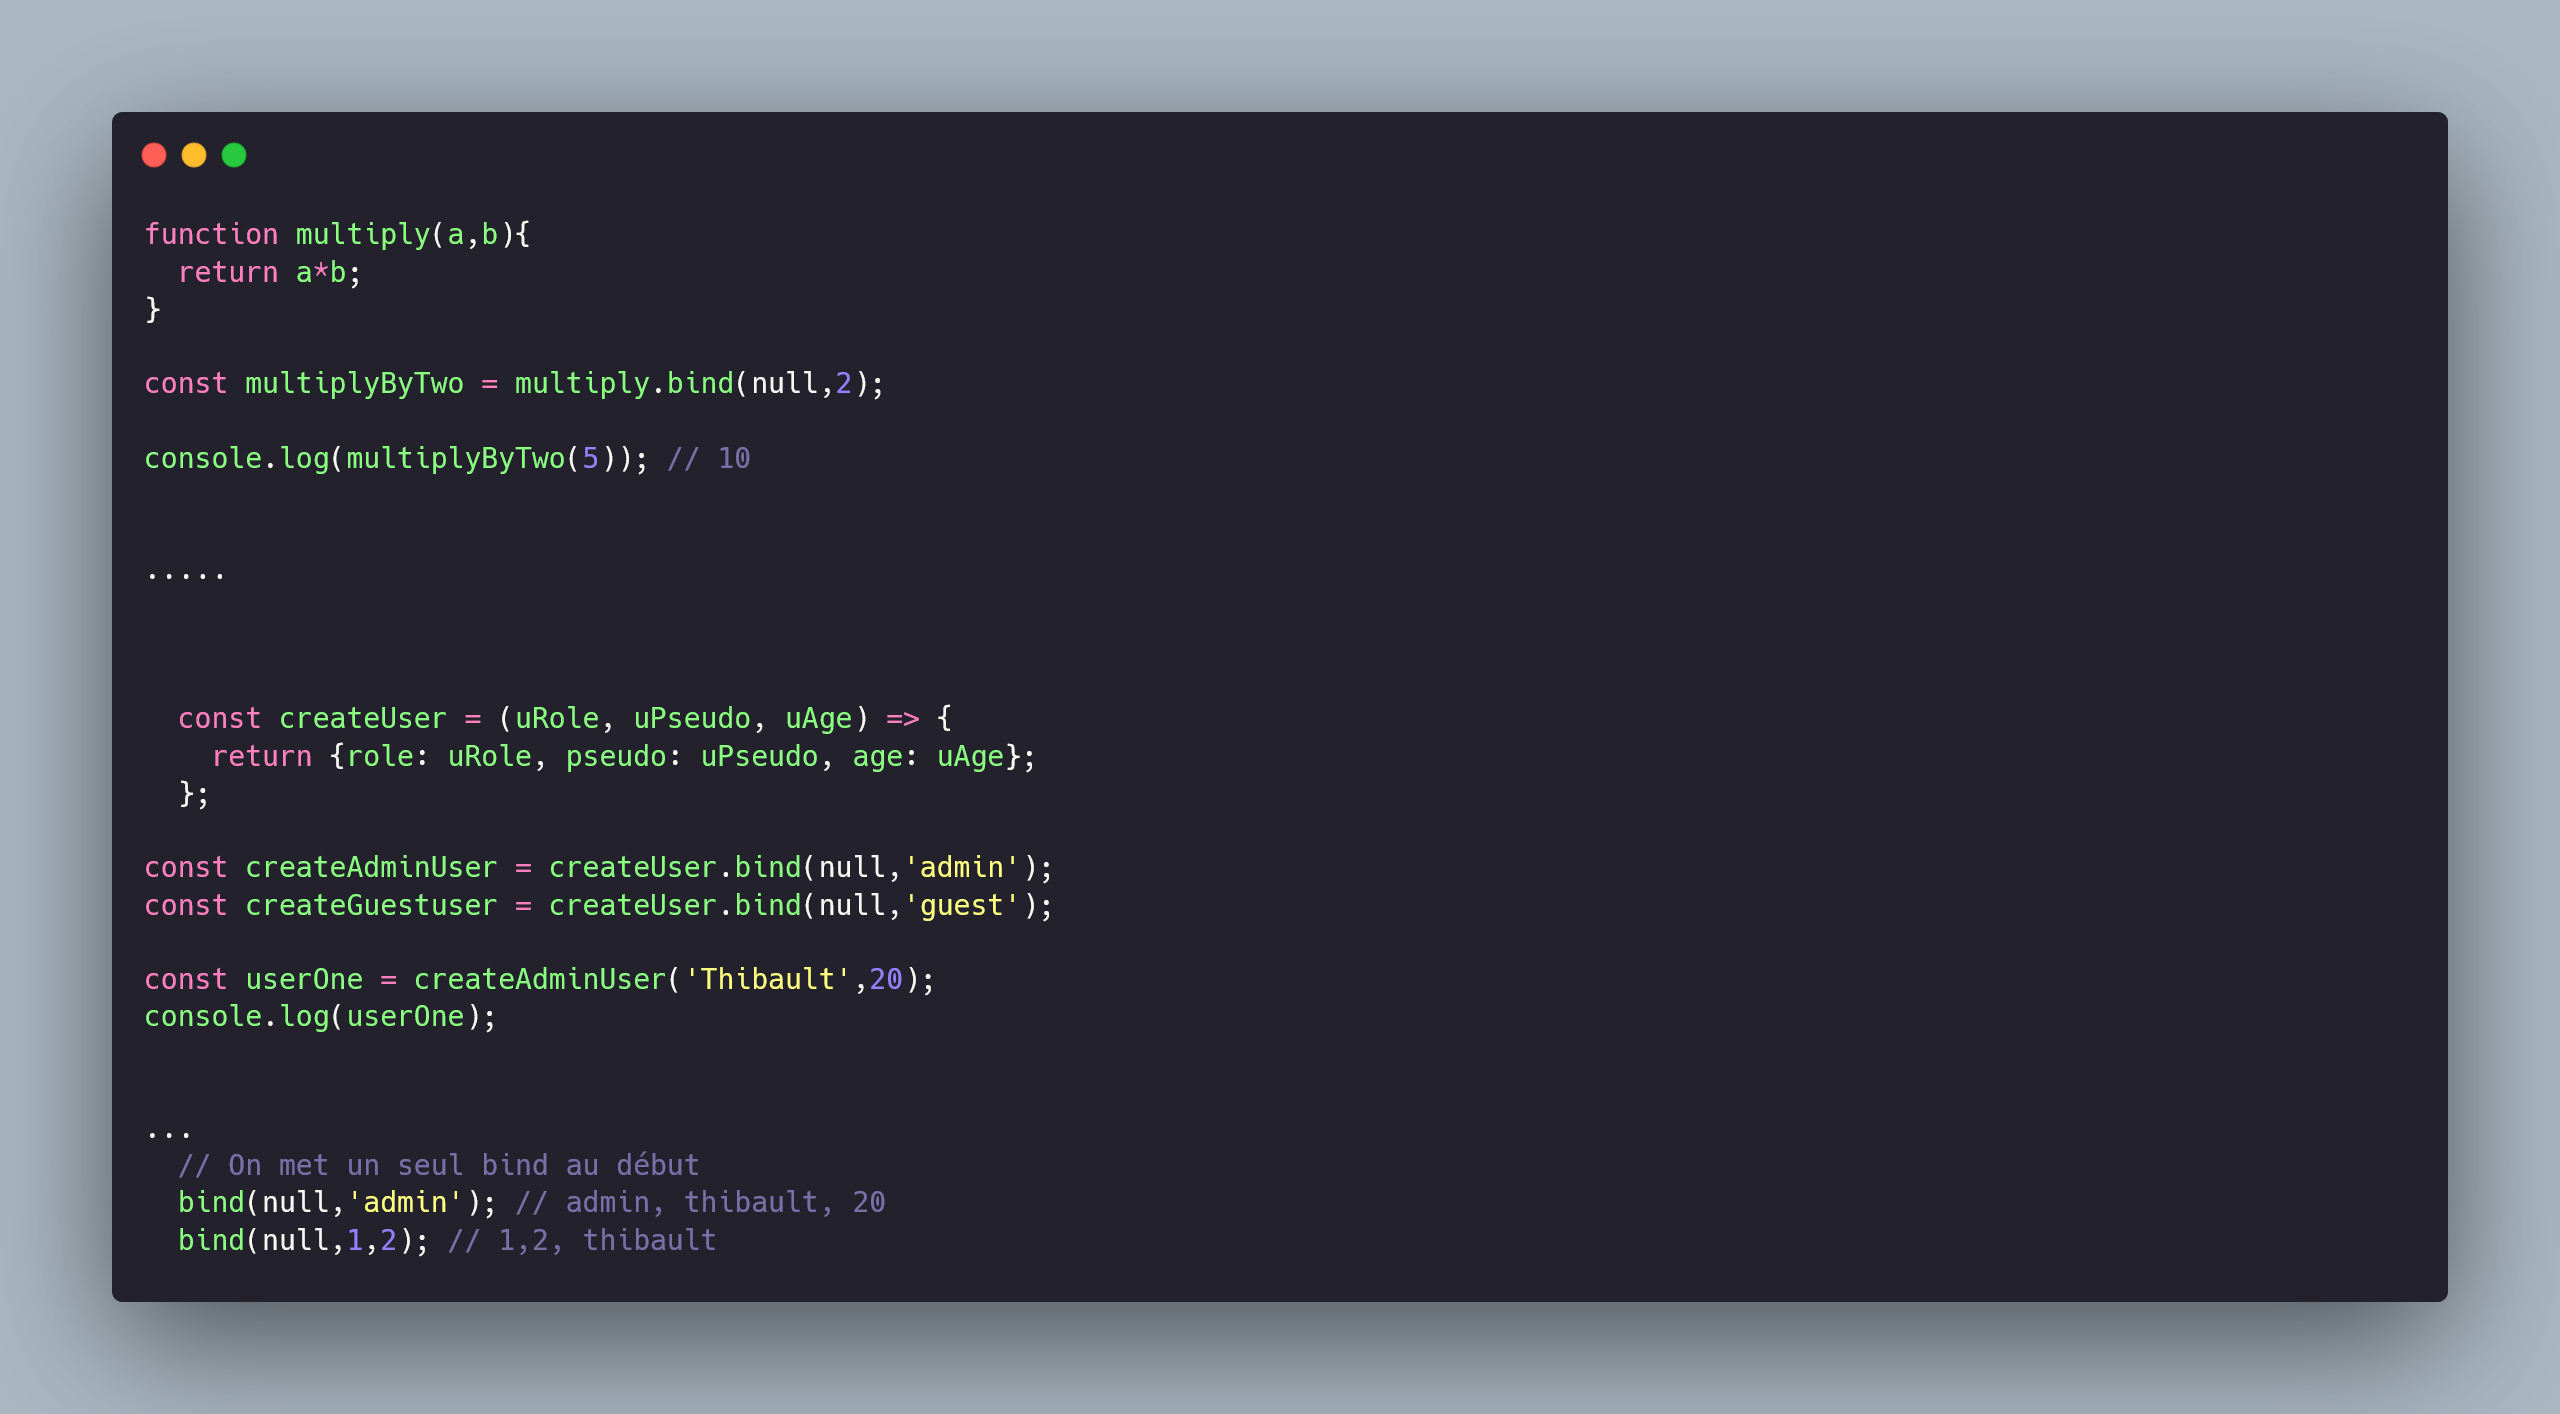 function multiply(a,b){
  return a*b;
}
const multiplyByTwo = multiply.bind(null,2);
console.log(multiplyByTwo(5)); // 10
.....
  const createUser = (uRole, uPseudo, uAge) => {
    return {role: uRole, pseudo: uPseudo, age: uAge};
  };
const createAdminUser = createUser.bind(null,'admin');
const createGuestuser = createUser.bind(null,'guest');
const userOne = createAdminUser('Thibault',20);
console.log(userOne);
...
  // On met un seul bind au début
  bind(null,'admin'); // admin, thibault, 20
  bind(null,1,2); // 1,2, thibault